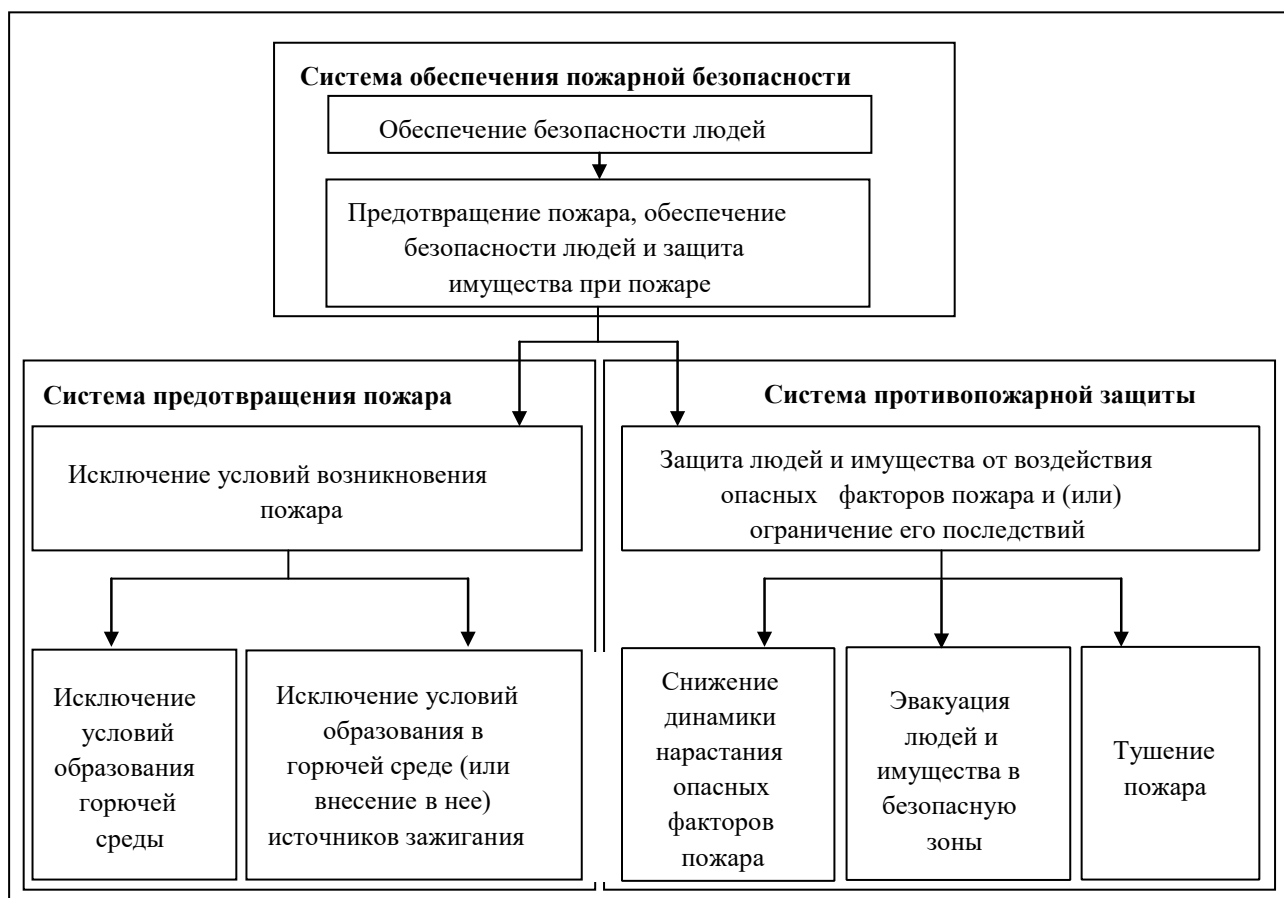 Система обеспечения пожарной безопасности
Обеспечение безопасности людей
Предотвращение пожара, обеспечение
безопасности людей и защита
имущества при пожаре
Система предотвращения пожара
Исключение условий возникновения
пожара
Исключение
условий
образования
горючей
среды
Исключение условий
образования в
горючей среде (или
внесение в нее)
источников зажигания
Система противопожарной защиты
Защита людей и имущества от воздействия
опасных факторов пожара и (или)
ограничение его последствий
Снижение
динамики
нарастания
опасных
факторов
пожара
Эвакуация
людей и
имущества в
безопасную
зоны
Тушение
пожара